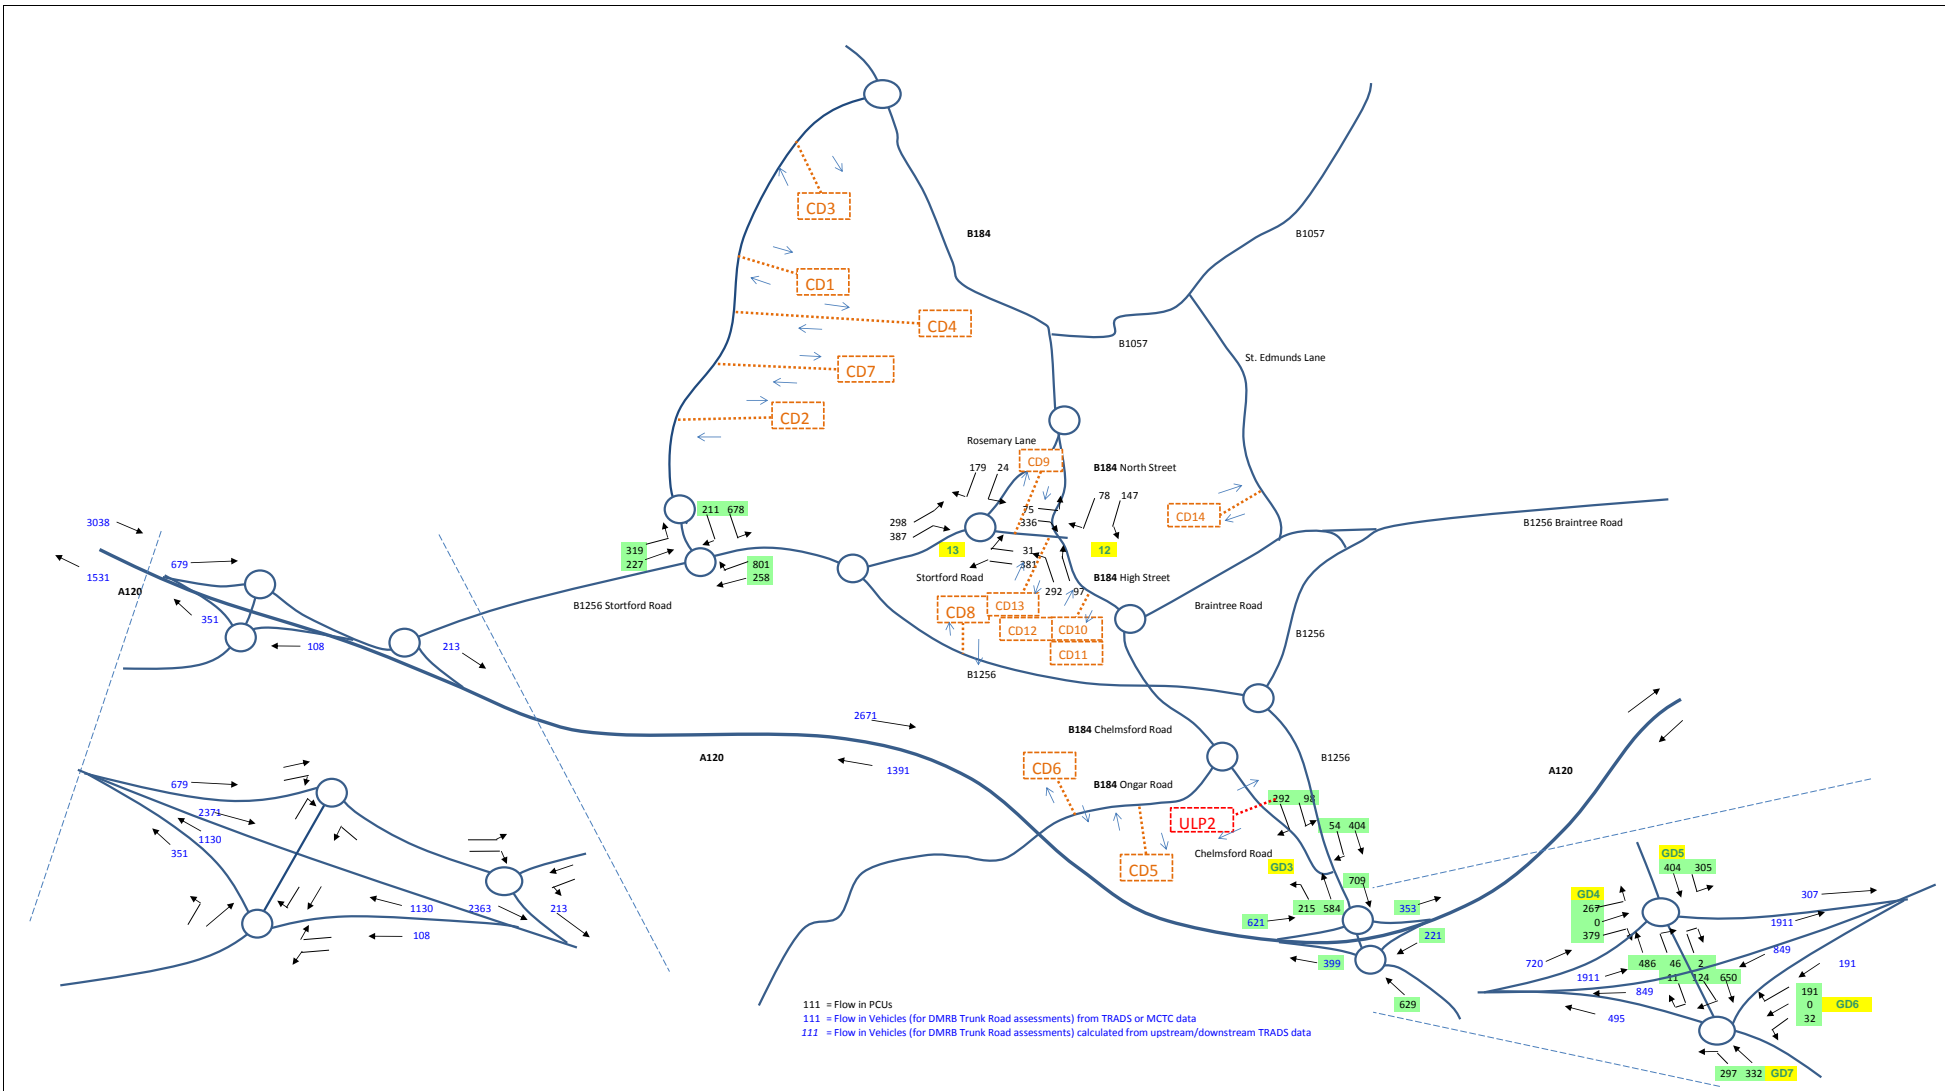 CD3
B184
B1057
CD1
CD4
B1057
St. Edmunds Lane
CD7
CD2
Rosemary Lane
CD9
179 24
B184 North Street
78 147
211 678
75
298
336
387
CD14
B1256 Braintree Road
3038
319
227
13
31
12
381
679
801
258
1531
A120
Stortford Road
B184 High Street
292 97
B1256 Stortford Road
CD8
CD13
Braintree Road
351
CD12
CD10
B1256
108
213
CD11
B1256
2671
B184 Chelmsford Road
A120
1391
CD6
B1256
A120
B184 Ongar Road
679
292 98
2371
ULP2
54 404
1130
351
Chelmsford Road
GD5
CD5
GD3
404 305
709
GD4
307
1130
2363
213
215 584
353
267
621
0
1911
108
221
379
849
399
720
486 46 2
191
1911
11 124 650
849
191
629
0
GD6
495
32
111 = Flow in PCUs
111 = Flow in Vehicles (for DMRB Trunk Road assessments) from TRADS or MCTC data
111 = Flow in Vehicles (for DMRB Trunk Road assessments) calculated from upstream/downstream TRADS data
297 332 GD7